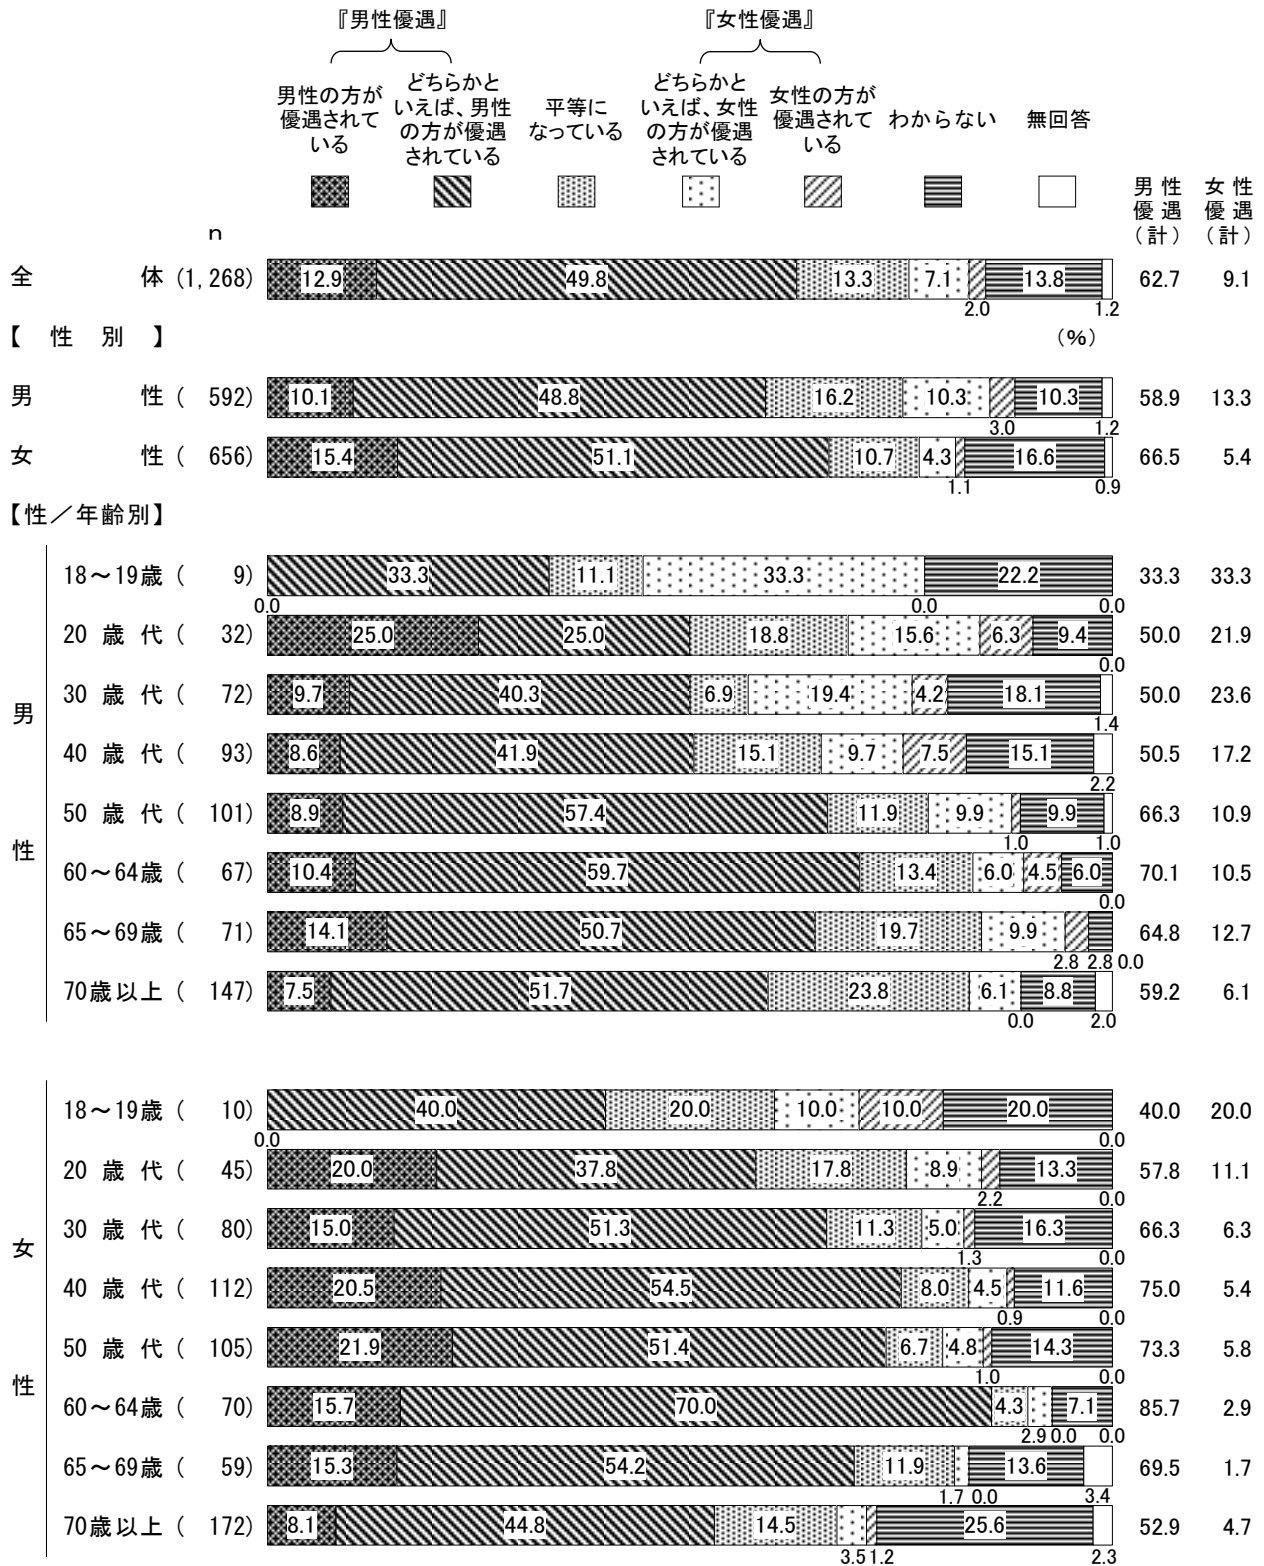 『男性優遇』 『女性優遇』
男性の方が優遇されている
どちらかといえば、男性の方が優遇されている
平等になっている
どちらかといえば、女性の方が優遇されている
女性の方が優遇されている
わからない
無回答
男性優遇（計） 女性優遇（計）
n
全体 (1,268) 12.9 49.8 13.3 7.1 2.0 13.8 1.2 62.7 9.1
【性別】 （％）
男性 ( 592) 10.1 48.8 16.2 10.3 3.0 10.3 1.2 58.9 13.3
女性 ( 656) 15.4 51.1 10.7 4.3 1.1 16.6 0.9 66.5 5.4
【性／年齢別】
男性
18～19歳 ( 9) 0.0 33.3 11.1 33.3 0.0 22.2 0.0 33.3 33.3
20歳代 ( 32) 25.0 25.0 18.8 15.6 6.3 9.4 0.0 50.0 21.9
30歳代 ( 72) 9.7 40.3 6.9 19.4 4.2 18.1 1.4 50.0 23.6
40歳代 ( 93) 8.6 41.9 15.1 9.7 7.5 15.1 2.2 50.5 17.2
50歳代 ( 101) 8.9 57.4 11.9 9.9 1.0 9.9 1.0 66.3 10.9
60～64歳 ( 67) 10.4 59.7 13.4 6.0 4.5 6.0 0.0 70.1 10.5
65～69歳 ( 71) 14.1 50.7 19.7 9.9 2.8 2.8 0.0 64.8 12.7
70歳以上 ( 147) 7.5 51.7 23.8 6.1 0.0 8.8 2.0 59.2 6.1
女性
18～19歳 ( 10) 0.0 40.0 20.0 10.0 10.0 20.0 0.0 40.0 20.0
20歳代 ( 45) 20.0 37.8 17.8 8.9 2.2 13.3 0.0 57.8 11.1
30歳代 ( 80) 15.0 51.3 11.3 5.0 1.3 16.3 0.0 66.3 6.3
40歳代 ( 112) 20.5 54.5 8.0 4.5 0.9 11.6 0.0 75.0 5.4
50歳代 ( 105) 21.9 51.4 6.7 4.8 1.0 14.3 0.0 73.3 5.8
60～64歳 ( 70) 15.7 70.0 4.3 2.9 0.0 7.1 0.0 85.7 2.9
65～69歳 ( 59) 15.3 54.2 11.9 1.7 0.0 13.6 3.4 69.5 1.7
70歳以上 ( 172) 8.1 44.8 14.5 3.5 1.2 25.6 2.3 52.9 4.7